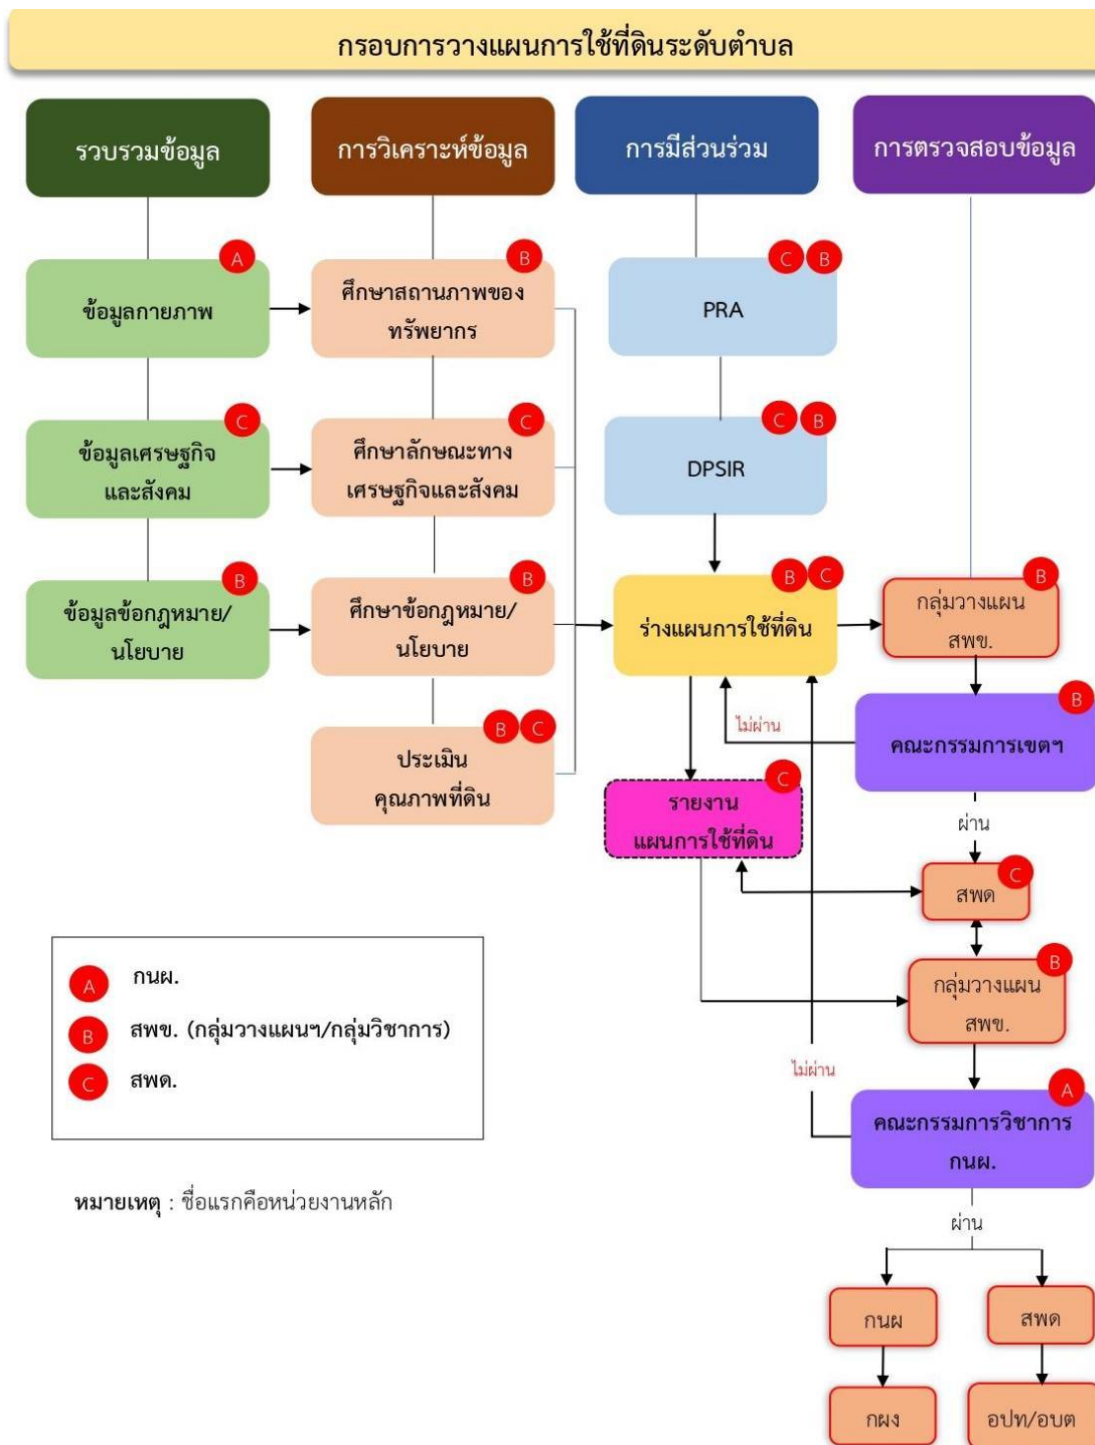 กรอบการวางแผนการใช้ที่ดินระดับตำบล
รวบรวมข้อมูล
การวิเคราะห์ข้อมูล
การมีส่วนร่วม
การตรวจสอบข้อมูล
A
ข้อมูลกายภาพ
B
ศึกษาสถานภาพของ
ทรัพยากร
C B
PRA
C
ข้อมูลเศรษฐกิจ
และสังคม
C
ศึกษาลักษณะทาง
เศรษฐกิจและสังคม
C B
DPSIR
B
ข้อมูลข้อกฎหมาย/
นโยบาย
B
ศึกษาข้อกฎหมาย/
นโยบาย
B C
ร่างแผนการใช้ที่ดิน
B
กลุ่มวางแผน
สพข.
B C
ประเมิน
คุณภาพที่ดิน
ไม่ผ่าน
B
คณะกรรมการเขตฯ
C
รายงาน
แผนการใช้ที่ดิน
ผ่าน
C
สพด
B
กลุ่มวางแผน
สพข.
ไม่ผ่าน
A
คณะกรรมการวิชาการ
กนผ.
ผ่าน
กนผ
สพด
กผง
อปท/อบต
A กนผ.
B สพข. (กลุ่มวางแผนฯ/กลุ่มวิชาการ)
C สพด.
หมายเหตุ : ชื่อแรกคือหน่วยงานหลัก